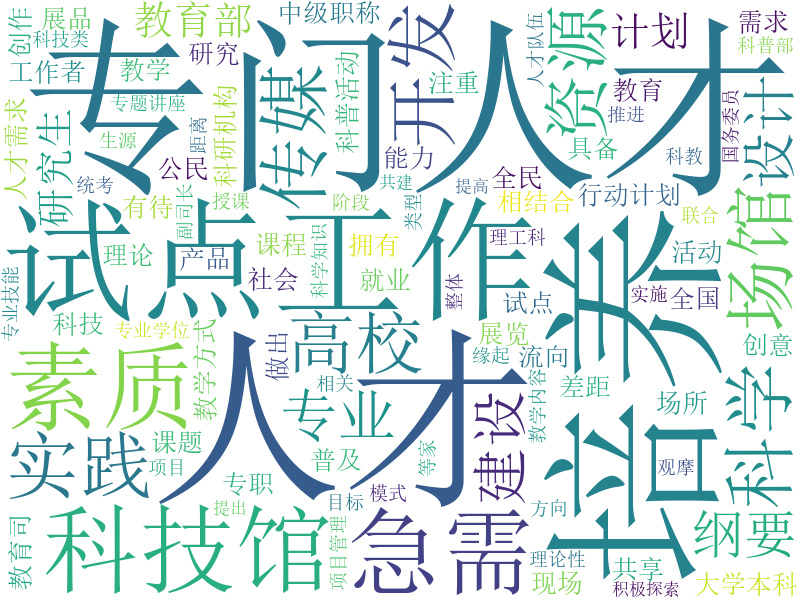 创作
展品
科技类
工作者
教育部
中级职称
研究
教学
专题讲座
人才需求
研究生
生源
距离
科研机构
统考
公民
副司长
授课
有待
理论
产品
专门人才
传媒
科普活动
开发
注重
能力
人才队伍
资源
计划
教育
推进
具备
需求
科普部
国务委员
科教
设计
全民
行动计划
共建
阶段
提高
类型
相结合
联合
试点
工作
课程
拥有
科学知识
理工科
社会
就业
整体
试点
活动
实施
全国
场馆
创意
培养
科技
专业技能
专业学位
教学方式
做出
高校
展览
缘起
流向
差距
教学内容
场所
素质
人才
专业
相关
建设
等家
普及
课题
项目
实践
专职
提出
目标
模式
项目管理
方向
观摩
科学
纲要
教育司
科技馆
急需
理论性
现场
共享
积极探索
大学本科